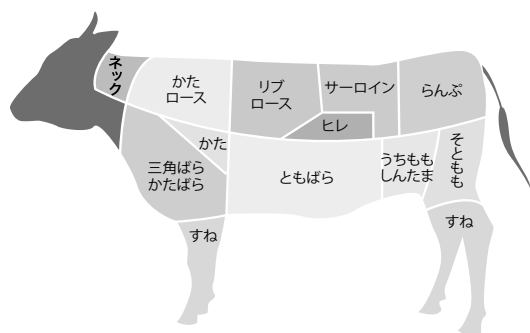 ネック
かた
ロース
リブ
ロース
サーロイン
らんぷ
ヒレ
かた
三角ばら
かたばら
ともばら
うちもも
しんたま
そともも
すね
すね